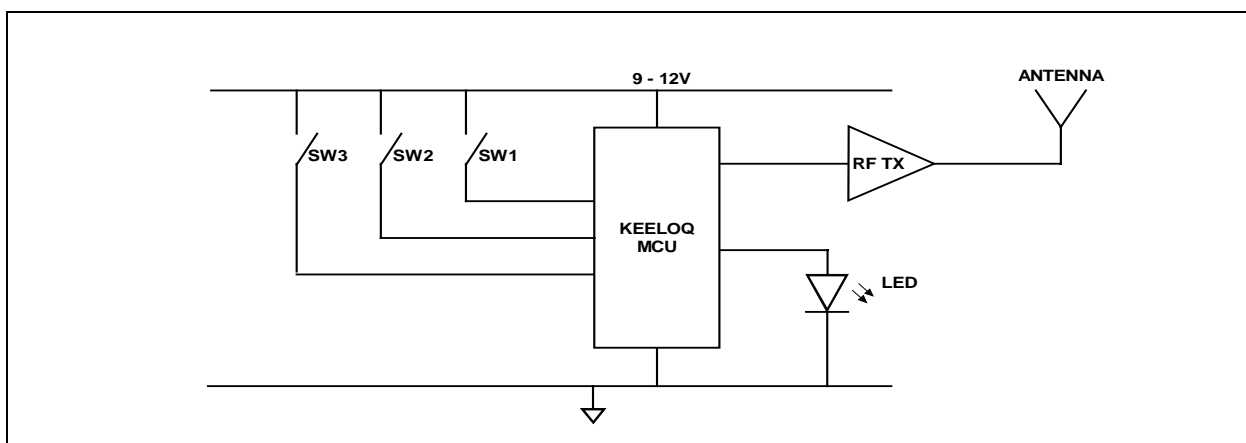 9 - 12V
ANTENNA
SW3
SW2
SW1
RF TX
KEELOQ
MCU
LED